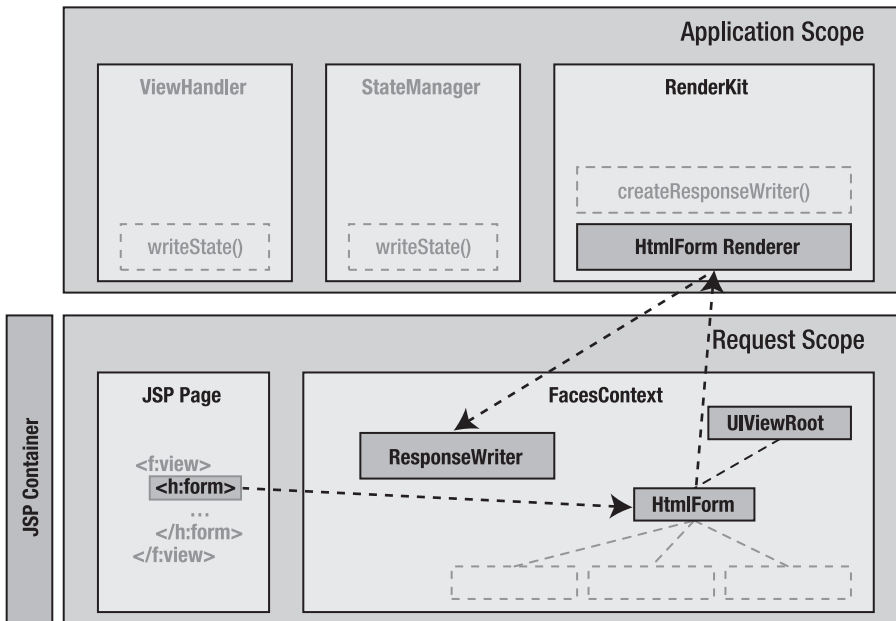 Application Scope
ViewHandler
writeState()
StateManager
writeState()
RenderKit
createResponseWriter()
HtmlForm Renderer
JSP Container
Request Scope
JSP Page
<f:view>
<h:form>
...
</h:form>
</f:view>
FacesContext
ResponseWriter
UIViewRoot
HtmlForm